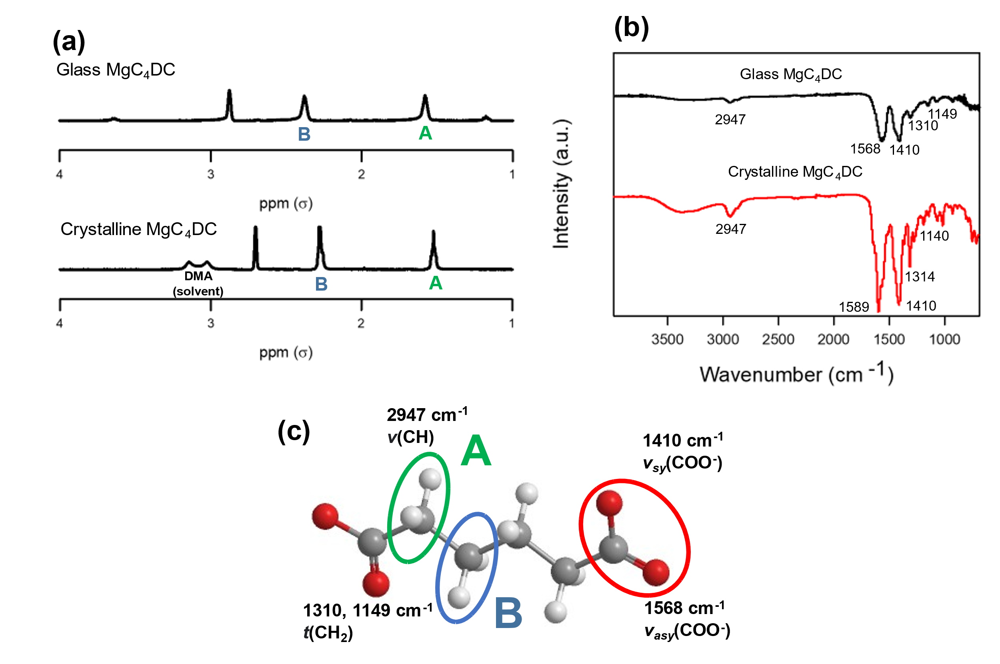 (a)
Glass MgC₄DC
B
A
4 3 2 1
ppm (σ)
Crystalline MgC₄DC
DMA
(solvent)
B
A
4 3 2 1
ppm (σ)
(b)
Intensity (a.u.)
Glass MgC₄DC
2947
1149
1310
1568
1410
Crystalline MgC₄DC
2947
1140
1314
1589
1410
3500 3000 2500 2000 1500 1000
Wavenumber (cm⁻¹)
(c)
2947 cm⁻¹
v(CH)
A
1410 cm⁻¹
vsy(COO⁻)
1310, 1149 cm⁻¹
t(CH₂)
B
1568 cm⁻¹
vasy(COO⁻)